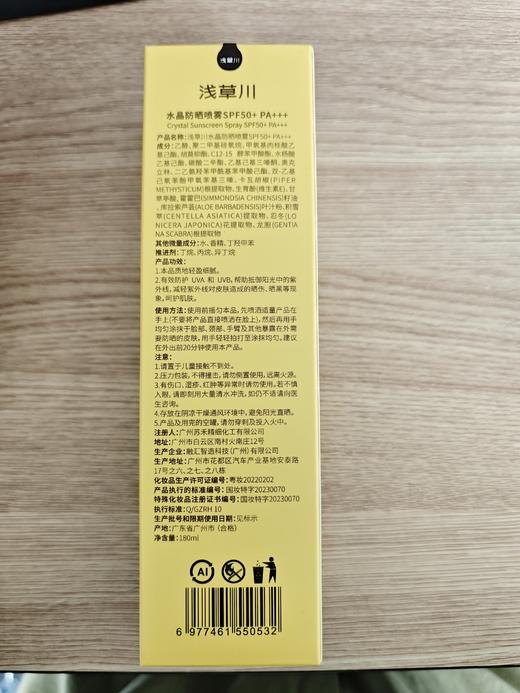 浅草川
浅草川
水晶防晒喷雾SPF50+ PA+++
Crystal Sunscreen Spray SPF50+ PA+++
产品名称：浅草川水晶防晒喷雾SPF50+ PA+++
成分：乙醇、聚二甲基硅氧烷、甲氧基肉桂酸乙
基己酯、胡莫柳酯、C12-15 醇苯甲酸酯、水杨酸
乙基己酯、碳酸二辛酯、乙基己基三嗪酮、奥克
立林、二乙氨羟苯甲酰基苯甲酸己酯、双-乙基己
氧苯酚甲氧苯基三嗪、卡瓦胡椒(PIPER
METHYSTICUM)根提取物、生育酚(维生素E)、甘
草亭酸、霍霍巴(SIMMONDSIA CHINENSIS)籽油
、库拉索芦荟(ALOE BARBADENSIS)叶汁粉、积雪
草(CENTELLA ASIATICA)提取物、忍冬(LO
NICERA JAPONICA)花提取物、龙胆(GENTIA
NA SCABRA)根提取物
其他微量成分：水、香精、丁羟甲苯
推进剂：丁烷、丙烷、异丁烷
产品功效：
1.本品质地轻盈细腻。
2.有效防护 UVA 和 UVB，帮助抵御阳光中的紫
外线，减轻紫外线对皮肤造成的晒伤、晒黑等现
象，呵护肌肤。
使用方法：使用前摇匀本品，先喷洒适量产品在
手上(不要将产品直接喷洒在脸上)，然后再用手
均匀涂抹于脸部、颈部、手臂及其他暴露在外需
要防晒的皮肤，用手轻轻拍打至涂抹均匀。建议
在外出前20分钟使用本产品。
注意：
1.请置于儿童接触不到处。
2.压力包装，不得撞击，请勿倒置使用，远离火源。
3.有伤口、湿疹、红肿等异常时请勿使用。若不慎
入眼，请即刻用大量清水冲洗，如仍不适请向医
生咨询。
4.存放在阴凉干燥通风环境中，避免阳光直晒。
5.产品及用完的空罐，请勿穿刺及投入火中。
注册人：广州苏禾精细化工有限公司
地址：广州市白云区南村火南庄12号
生产企业：融汇智造科技（广州）有限公司
生产地址：广州市花都区汽车产业基地安泰路
17号之六、之七、之八栋
化妆品生产许可证编号：粤妆20220202
产品执行的标准编号：国妆特字20230070
特殊化妆品注册证书编号：国妆特字20230070
执行标准：Q/GZRH 10
生产批号和限期使用日期：见标示
产地：广东省广州市（合格）
净含量：180ml
AI
6 977461 550532